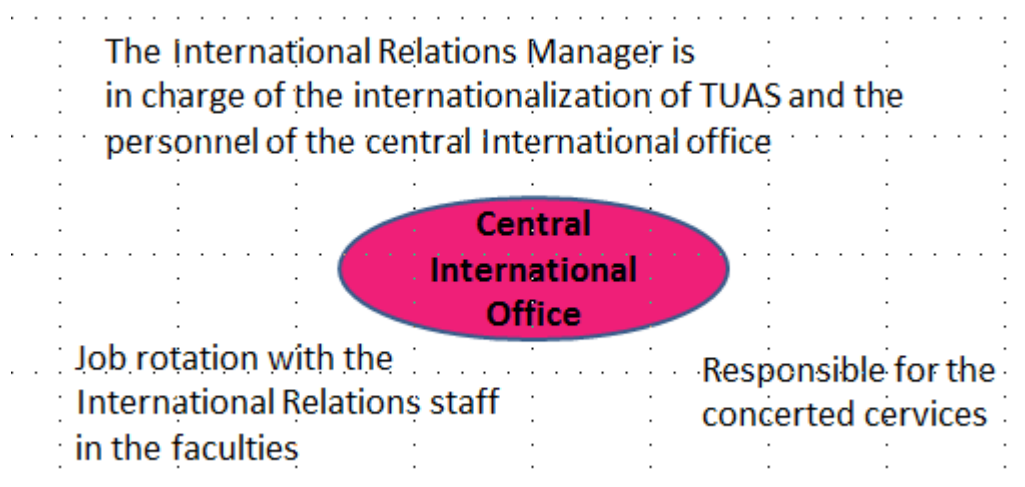 The International Relations Manager is
in charge of the internationalization of TUAS and the
personnel of the central International office
Central
International
Office
Job rotation with the
International Relations staff
in the faculties
Responsible for the
concerted cervices